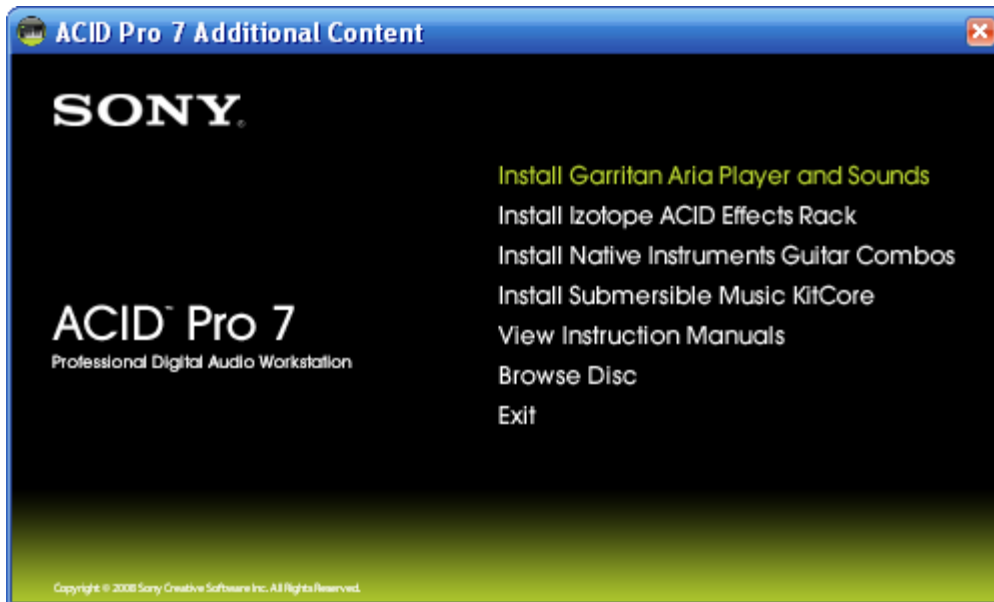 ACID Pro 7 Additional Content
SONY®
Install Garritan Aria Player and Sounds
Install Izotope ACID Effects Rack
Install Native Instruments Guitar Combos
Install Submersible Music KitCore
View Instruction Manuals
Browse Disc
Exit
ACID™ Pro 7
Professional Digital Audio Workstation
Copyright © 2008 Sony Creative Software Inc. All Rights Reserved.